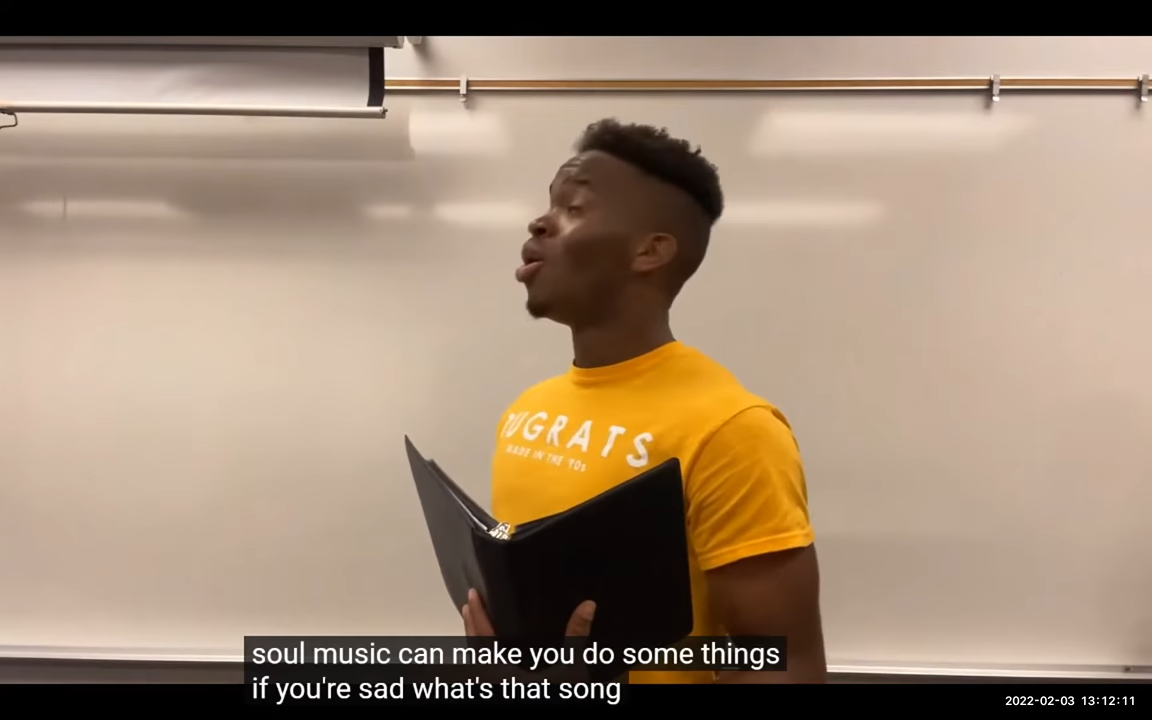 RUGRATS
MADE IN THE '90s
soul music can make you do some things
if you're sad what's that song
2022-02-03 13:12:11